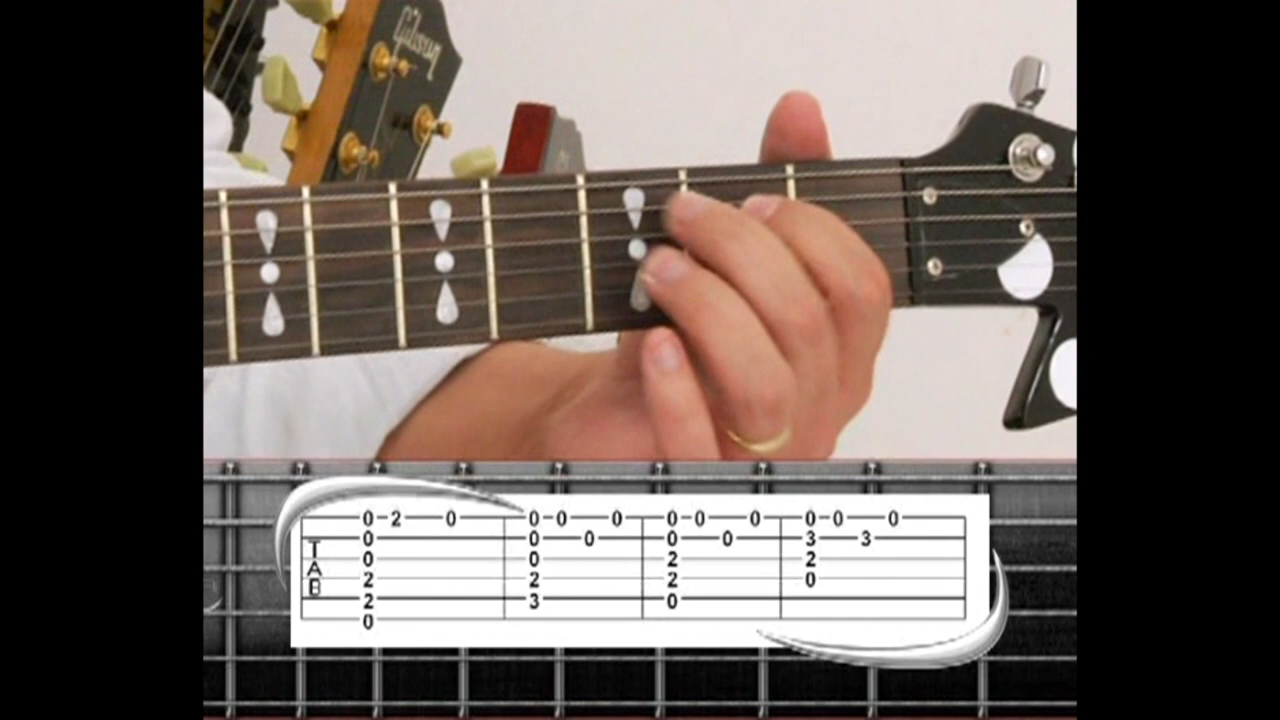 Gibson
0 2 0 0 0 0 0 0 0 0 0 0
0 0 0 0 0 3 3
T 0 0 2 2
A 2 2 2 0
B 2 3 0
0